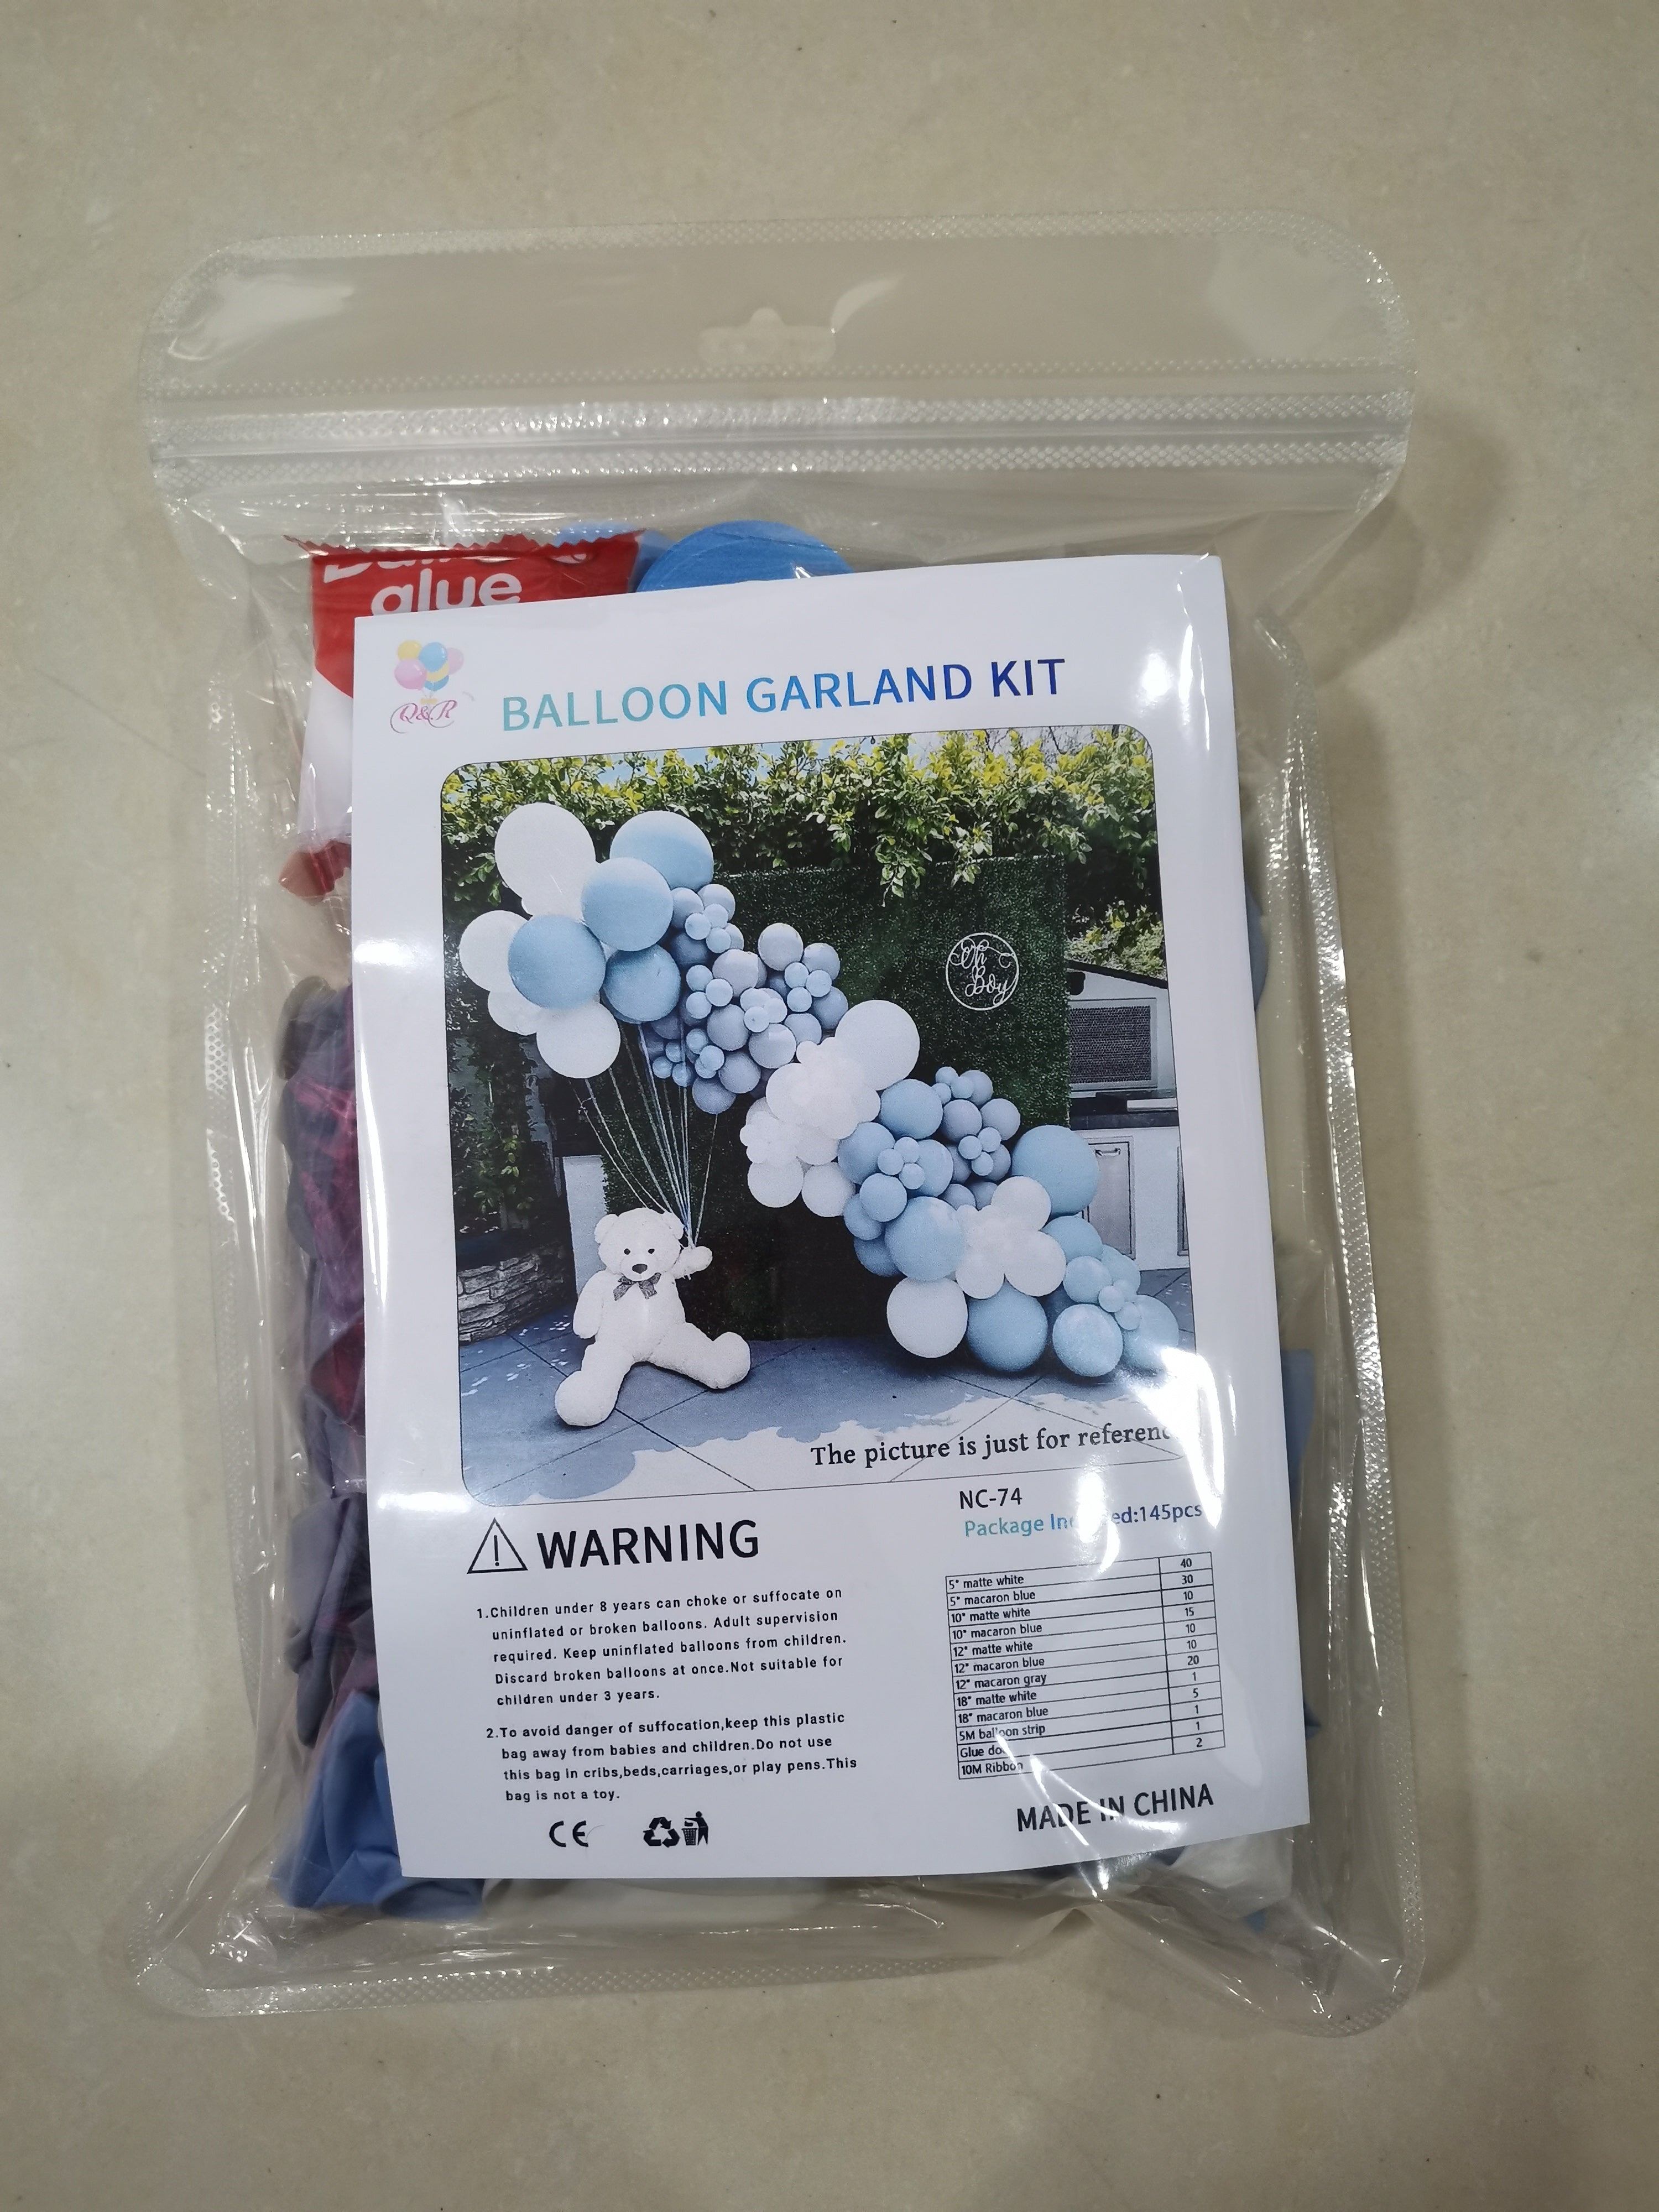 glue
Q&R
BALLOON GARLAND KIT
Oh
Boy
The picture is just for
NC-74
Package :145pcs
WARNING
1.Children under 8 years can choke or suffocate on
uninflated or broken balloons. Adult supervision
required. Keep uninflated balloons from children.
Discard broken balloons at once.Not suitable for
children under 3 years.
2.To avoid danger of suffocation,keep this plastic
bag away from babies and children.Do not use
this bag in cribs,beds,carriages,or play pens.This
bag is not a toy.
CE
5" matte white 40
5" macaron blue 30
10" matte white 10
10" macaron blue 15
12" matte white 10
12" macaron blue 10
12" macaron gray 20
18" matte white 1
18" macaron blue 5
5M balloon strip 1
Glue 1
10M Ribbon 2
MADE IN CHINA